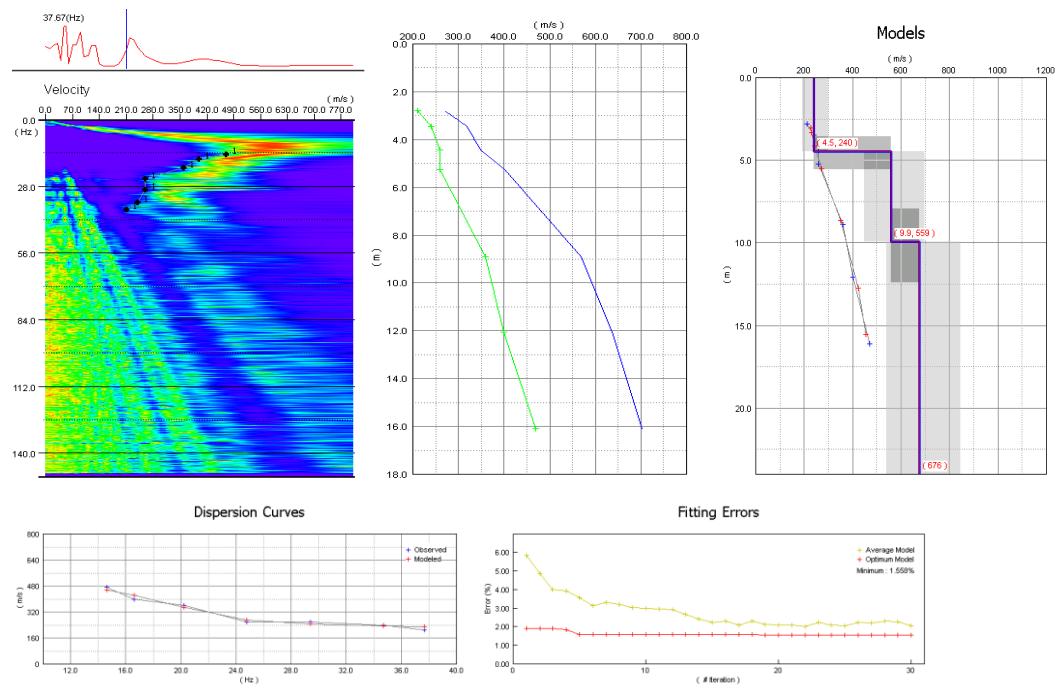 37.67(Hz)
Velocity
( m/s )
0.0 70.0 140.0 210.0 280.0 350.0 420.0 490.0 560.0 630.0 700.0 770.0
0.0
( Hz )
28.0
56.0
84.0
112.0
140.0
1
1
1
1
1
1
( m/s )
200.0 300.0 400.0 500.0 600.0 700.0 800.0
0.0
2.0
4.0
6.0
8.0
( m )
10.0
12.0
14.0
16.0
18.0
Models
( m/s )
0 200 400 600 800 1000 1200
0.0
5.0
10.0
( m )
15.0
20.0
( 4.5, 240 )
( 9.9, 559 )
( 676 )
Dispersion Curves
800
640
480
( m/s )
320
160
0
12.0 16.0 20.0 24.0 28.0 32.0 36.0 40.0
( Hz )
Observed
Modeled
Fitting Errors
6.00
5.00
4.00
Error (%)
3.00
2.00
1.00
0.00
0 10 20 30
( # Iteration )
Average Model
Optimum Model
Minimum : 1.558%